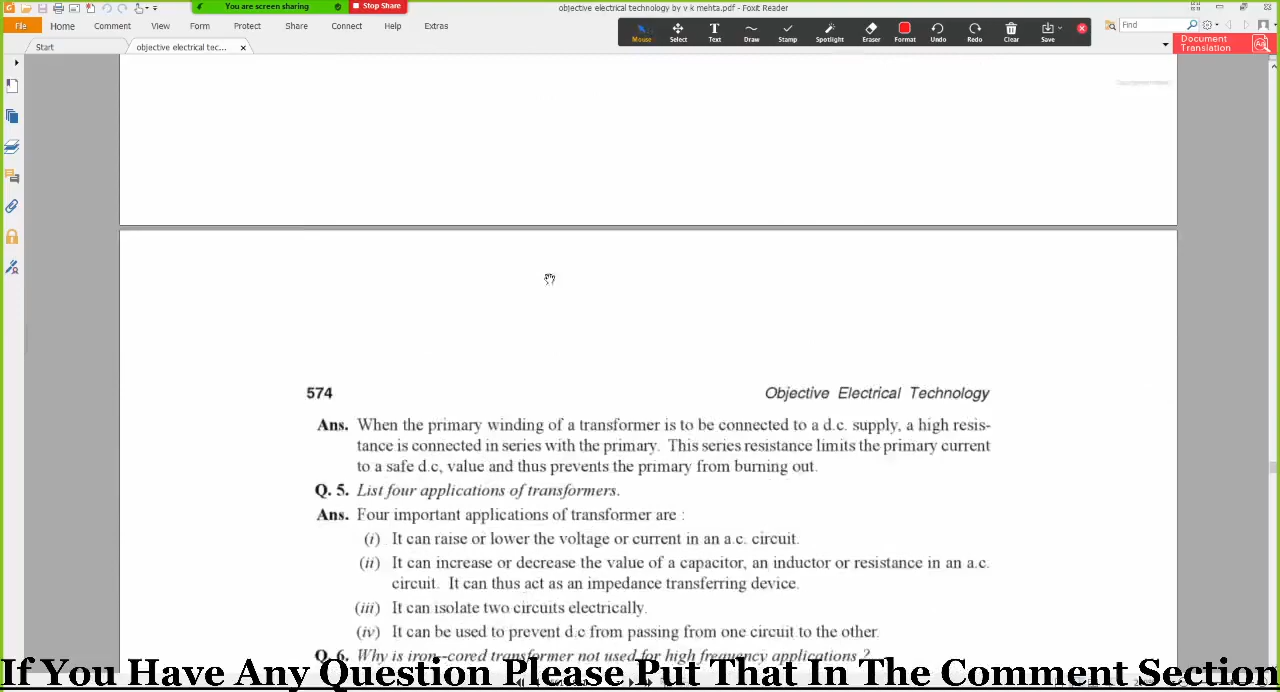 You are screen sharing
Stop Share
objective electrical technology by v k mehta.pdf - Foxit Reader
File Home Comment View Form Protect Share Connect Help Extras
Mouse Select Text Draw Stamp Spotlight Eraser Format Undo Redo Clear Save
Find
Start
objective electrical tec...
Document
Translation
574
Objective Electrical Technology
Ans. When the primary winding of a transformer is to be connected to a d.c. supply, a high resis-
tance is connected in series with the primary. This series resistance limits the primary current
to a safe d.c, value and thus prevents the primary from burning out.
Q. 5. List four applications of transformers.
Ans. Four important applications of transformer are :
(i) It can raise or lower the voltage or current in an a.c. circuit.
(ii) It can increase or decrease the value of a capacitor, an inductor or resistance in an a.c.
circuit. It can thus act as an impedance transferring device.
(iii) It can isolate two circuits electrically.
(iv) It can be used to prevent d.c from passing from one circuit to the other.
Q. 6. Why is iron--cored transformer not used for high frequency applications ?
If You Have Any Question Please Put That In The Comment Section